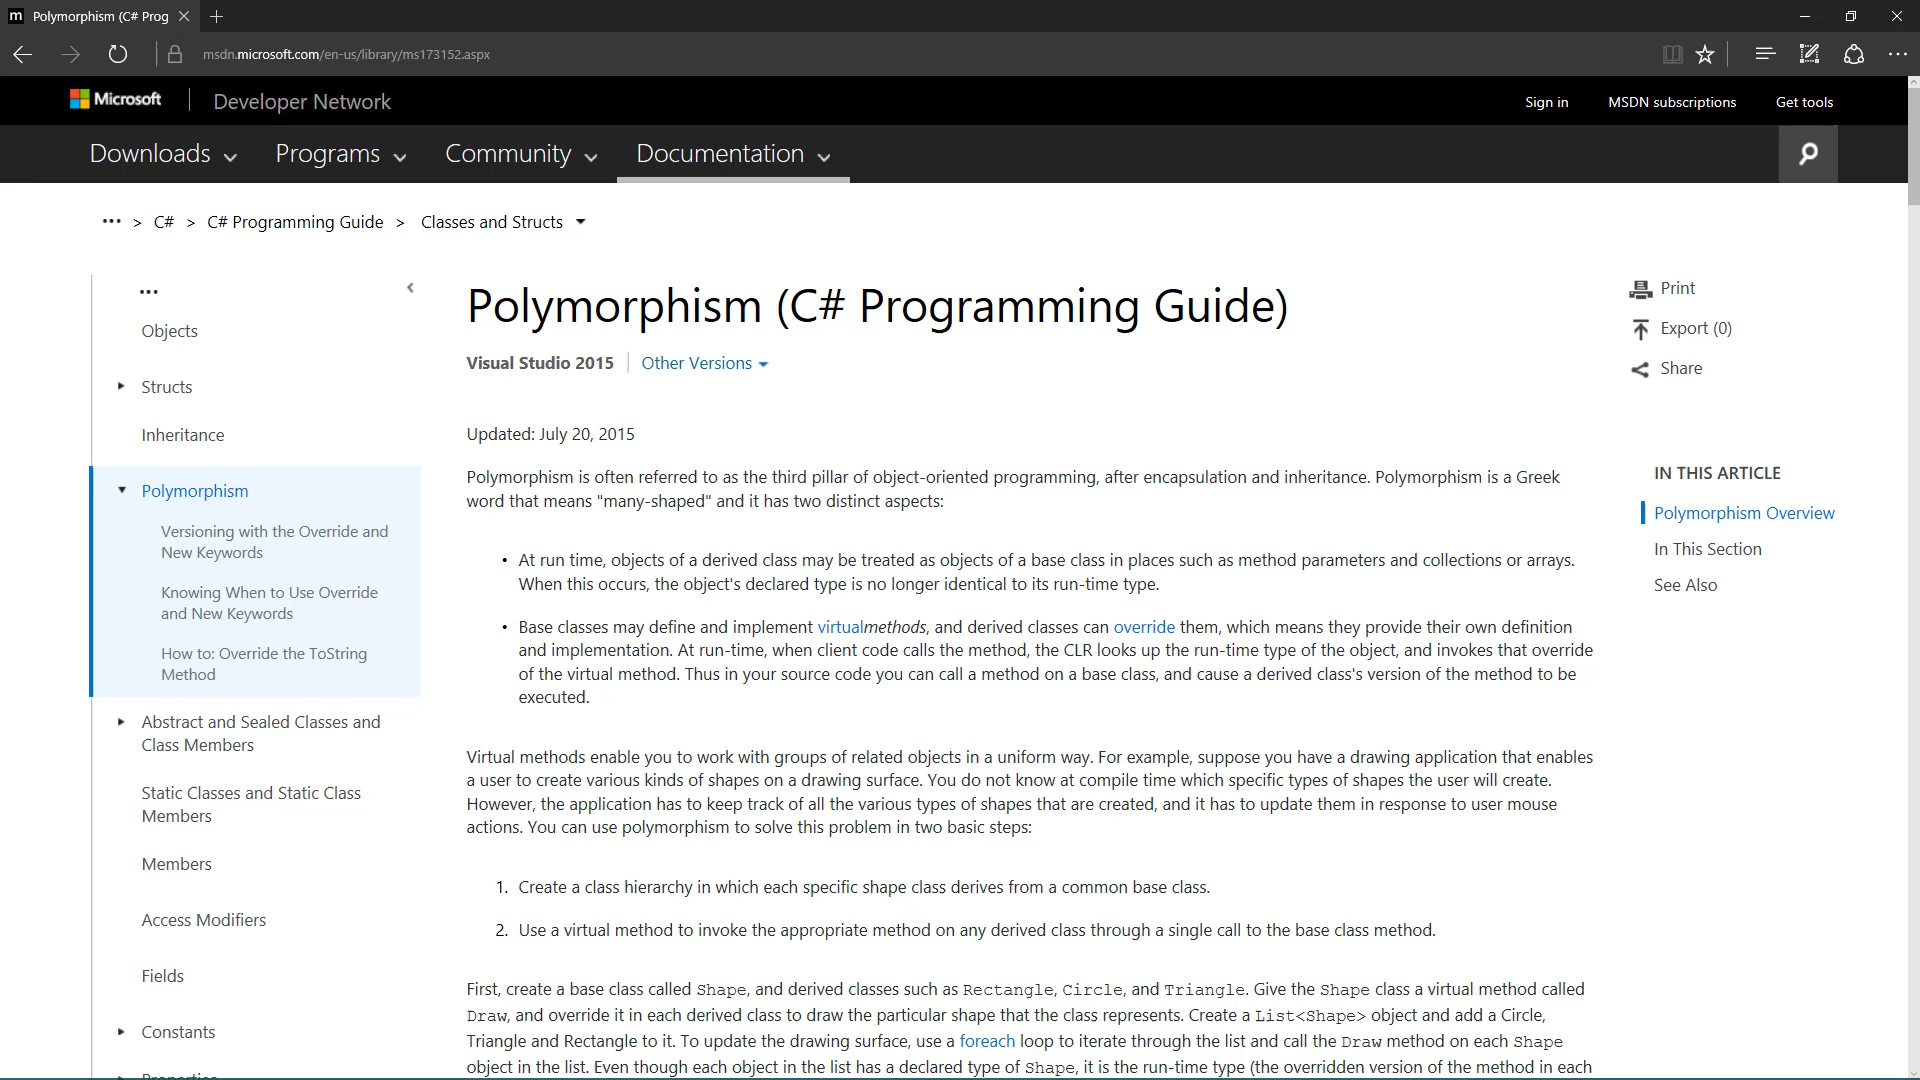 Polymorphism (C# Prog
msdn.microsoft.com/en-us/library/ms173152.aspx
Microsoft
Developer Network
Sign in
MSDN subscriptions
Get tools
Downloads
Programs
Community
Documentation
... > C# > C# Programming Guide > Classes and Structs
...
Objects
Structs
Inheritance
Polymorphism
Versioning with the Override and
New Keywords
Knowing When to Use Override
and New Keywords
How to: Override the ToString
Method
Abstract and Sealed Classes and
Class Members
Static Classes and Static Class
Members
Members
Access Modifiers
Fields
Constants
Properties
Polymorphism (C# Programming Guide)
Visual Studio 2015
Other Versions
Updated: July 20, 2015
Polymorphism is often referred to as the third pillar of object-oriented programming, after encapsulation and inheritance. Polymorphism is a Greek
word that means "many-shaped" and it has two distinct aspects:
• At run time, objects of a derived class may be treated as objects of a base class in places such as method parameters and collections or arrays.
When this occurs, the object's declared type is no longer identical to its run-time type.
• Base classes may define and implement virtualmethods, and derived classes can override them, which means they provide their own definition
and implementation. At run-time, when client code calls the method, the CLR looks up the run-time type of the object, and invokes that override
of the virtual method. Thus in your source code you can call a method on a base class, and cause a derived class's version of the method to be
executed.
Virtual methods enable you to work with groups of related objects in a uniform way. For example, suppose you have a drawing application that enables
a user to create various kinds of shapes on a drawing surface. You do not know at compile time which specific types of shapes the user will create.
However, the application has to keep track of all the various types of shapes that are created, and it has to update them in response to user mouse
actions. You can use polymorphism to solve this problem in two basic steps:
1. Create a class hierarchy in which each specific shape class derives from a common base class.
2. Use a virtual method to invoke the appropriate method on any derived class through a single call to the base class method.
First, create a base class called Shape, and derived classes such as Rectangle, Circle, and Triangle. Give the Shape class a virtual method called
Draw, and override it in each derived class to draw the particular shape that the class represents. Create a List<Shape> object and add a Circle,
Triangle and Rectangle to it. To update the drawing surface, use a foreach loop to iterate through the list and call the Draw method on each Shape
object in the list. Even though each object in the list has a declared type of Shape, it is the run-time type (the overridden version of the method in each
Print
Export (0)
Share
IN THIS ARTICLE
Polymorphism Overview
In This Section
See Also